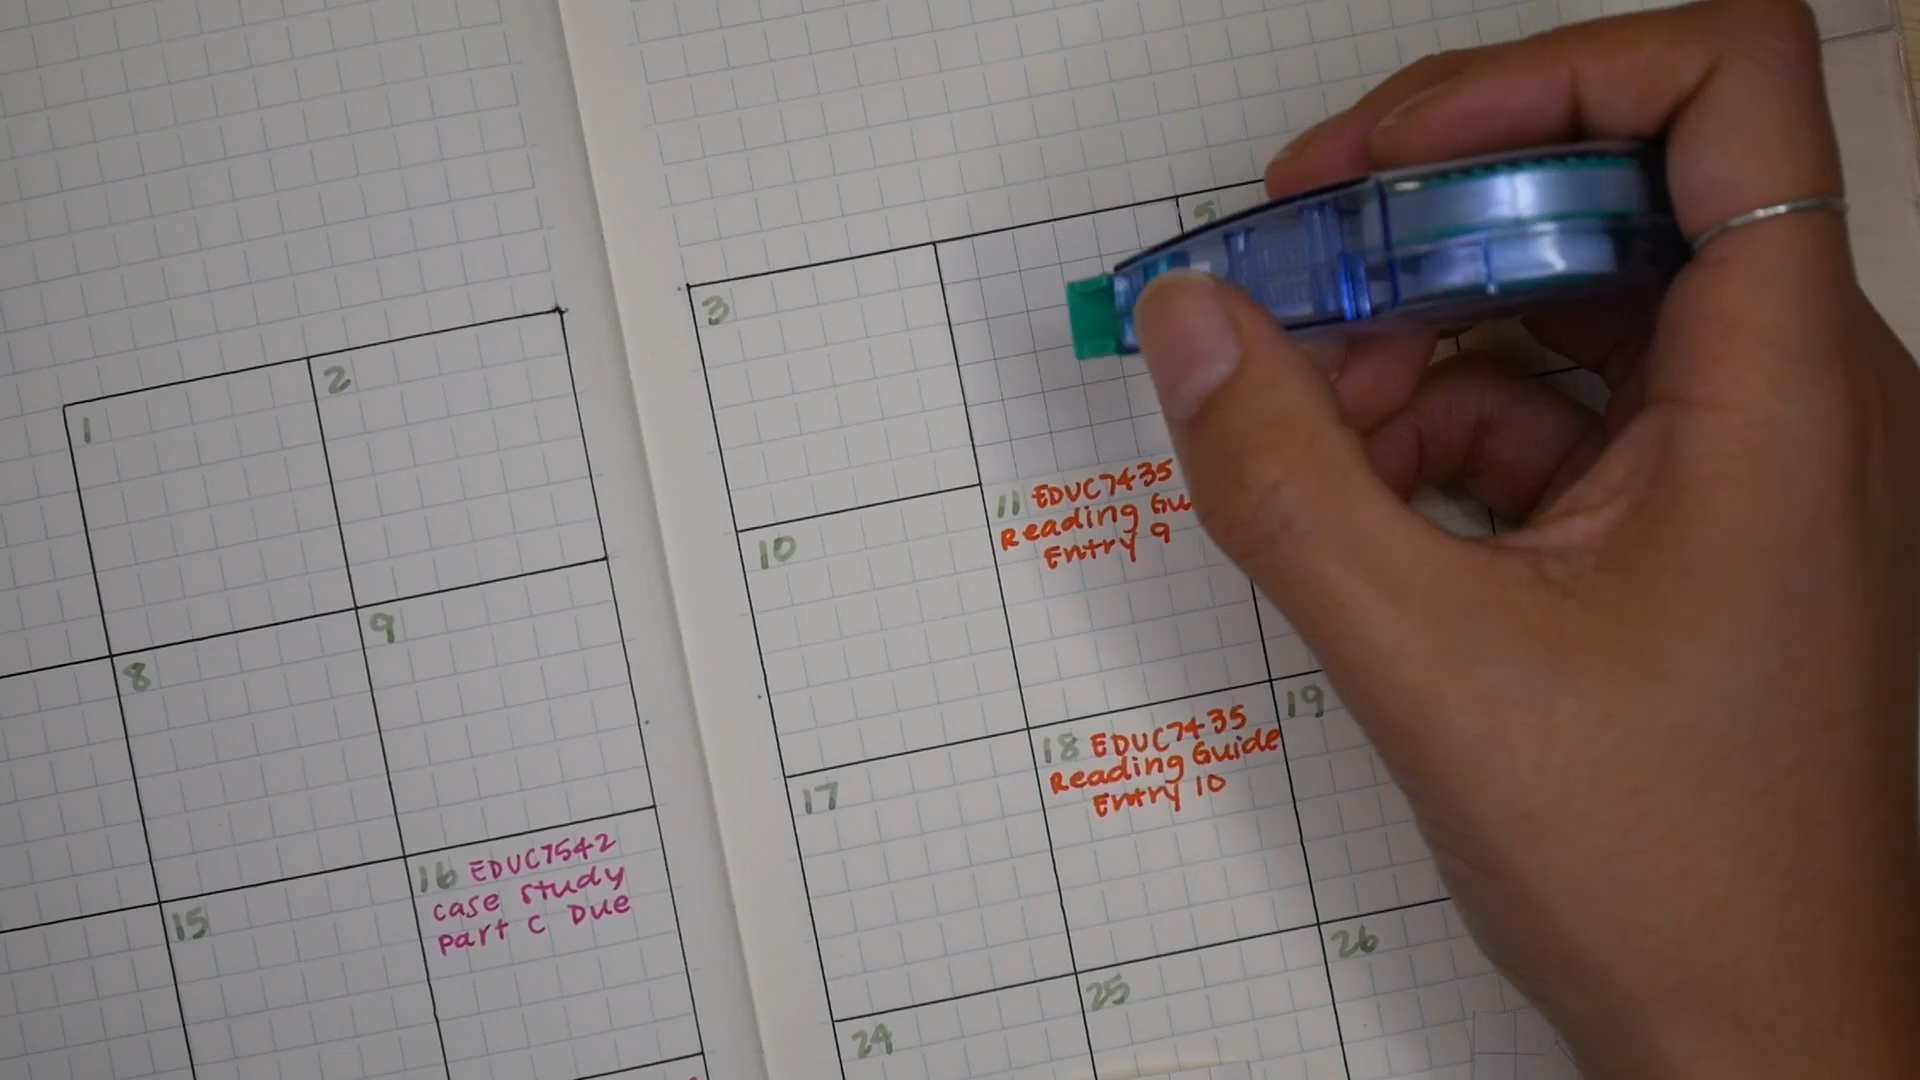 1
2
8
9
15
16 EDUC7542
case study
part C Due
3
5
10
11 EDUC7435
Reading
Entry 9
17
18 EDUC7435
Reading Guide
Entry 10
19
24
25
26